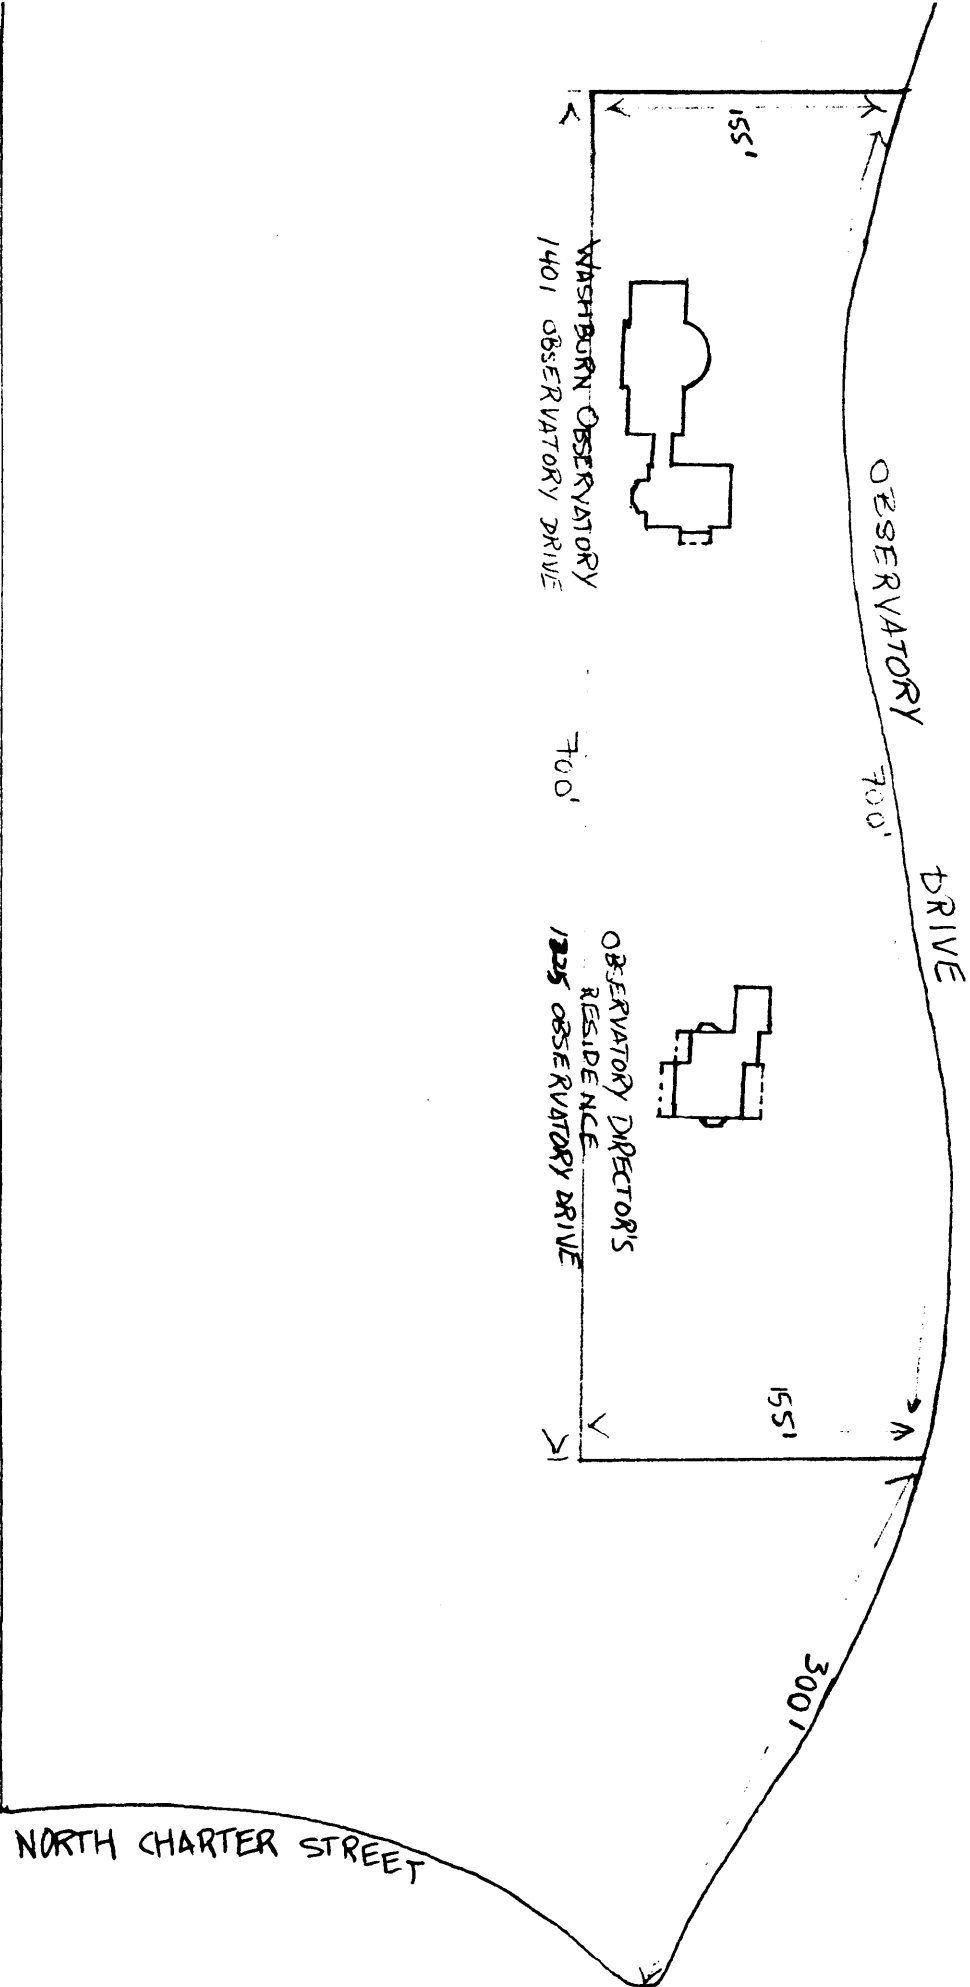 OBSERVATORY DRIVE
155'
700'
WASHBURN OBSERVATORY
1401 OBSERVATORY DRIVE
700'
OBSERVATORY DIRECTOR'S
RESIDENCE
1225 OBSERVATORY DRIVE
155'
300'
NORTH CHARTER STREET